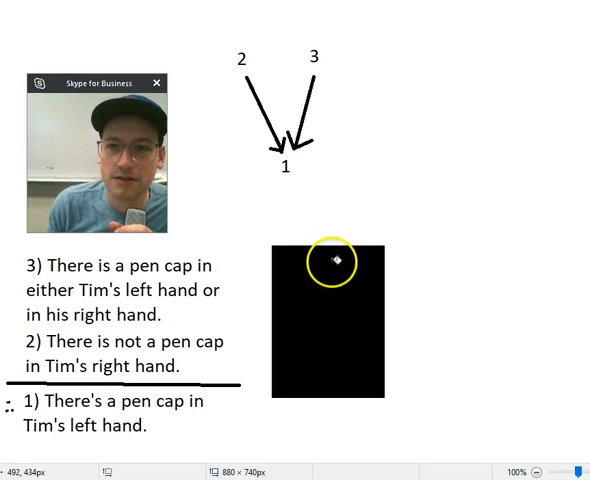 2 3
Skype for Business
1
3) There is a pen cap in
either Tim's left hand or
in his right hand.
2) There is not a pen cap
in Tim's right hand.
∴ 1) There's a pen cap in
Tim's left hand.
492, 434px 880 × 740px 100%